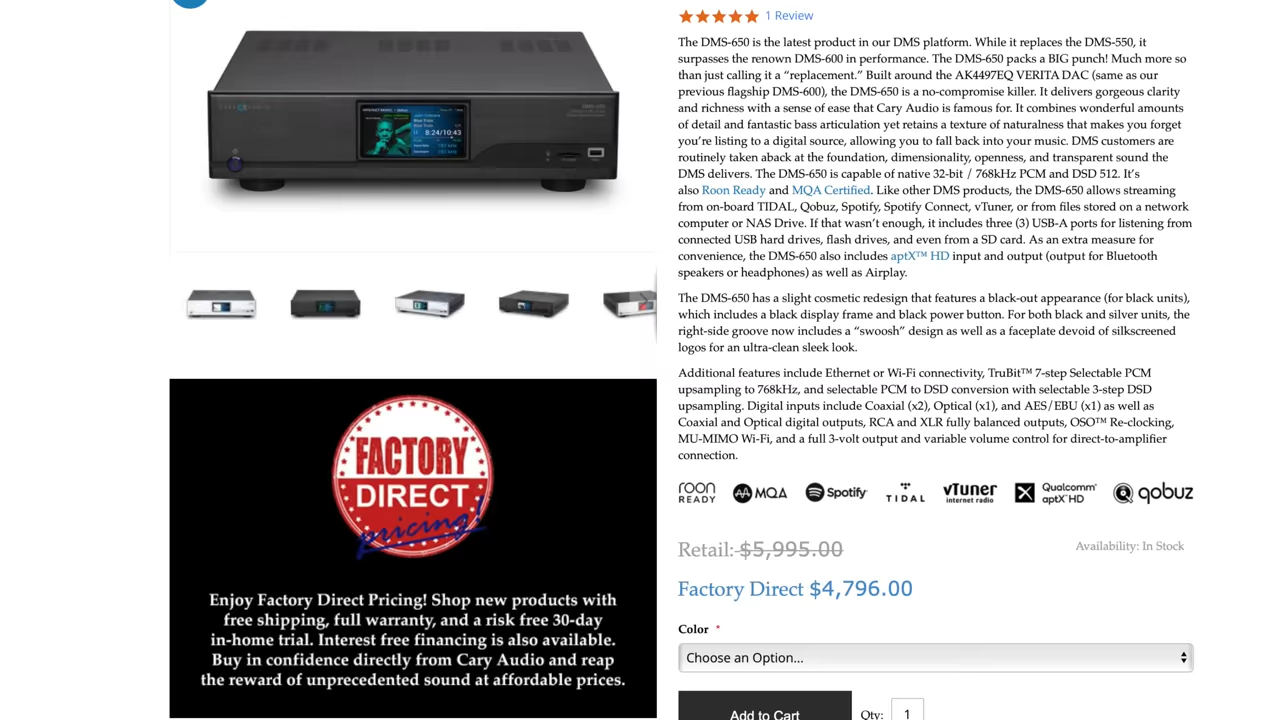 1 Review
The DMS-650 is the latest product in our DMS platform. While it replaces the DMS-550, it
surpasses the renown DMS-600 in performance. The DMS-650 packs a BIG punch! Much more so
than just calling it a “replacement.” Built around the AK4497EQ VERITA DAC (same as our
previous flagship DMS-600), the DMS-650 is a no-compromise killer. It delivers gorgeous clarity
and richness with a sense of ease that Cary Audio is famous for. It combines wonderful amounts
of detail and fantastic bass articulation yet retains a texture of naturalness that makes you forget
you’re listing to a digital source, allowing you to fall back into your music. DMS customers are
routinely taken aback at the foundation, dimensionality, openness, and transparent sound the
DMS delivers. The DMS-650 is capable of native 32-bit / 768kHz PCM and DSD 512. It’s
also Roon Ready and MQA Certified. Like other DMS products, the DMS-650 allows streaming
from on-board TIDAL, Qobuz, Spotify, Spotify Connect, vTuner, or from files stored on a network
computer or NAS Drive. If that wasn’t enough, it includes three (3) USB-A ports for listening from
connected USB hard drives, flash drives, and even from a SD card. As an extra measure for
convenience, the DMS-650 also includes aptX™ HD input and output (output for Bluetooth
speakers or headphones) as well as Airplay.
The DMS-650 has a slight cosmetic redesign that features a black-out appearance (for black units),
which includes a black display frame and black power button. For both black and silver units, the
right-side groove now includes a “swoosh” design as well as a faceplate devoid of silkscreened
logos for an ultra-clean sleek look.
Additional features include Ethernet or Wi-Fi connectivity, TruBit™ 7-step Selectable PCM
upsampling to 768kHz, and selectable PCM to DSD conversion with selectable 3-step DSD
upsampling. Digital inputs include Coaxial (x2), Optical (x1), and AES/EBU (x1) as well as
Coaxial and Optical digital outputs, RCA and XLR fully balanced outputs, OSO™ Re-clocking,
MU-MIMO Wi-Fi, and a full 3-volt output and variable volume control for direct-to-amplifier
connection.
roon READY MQA Spotify TIDAL vTuner internet radio Qualcomm aptX HD qobuz
Retail: $5,995.00 Availability: In Stock
Factory Direct $4,796.00
Color *
Choose an Option...
Add to Cart Qty: 1
John Coltrane
Blue Train
Blue Train
8:24/10:43
FACTORY
DIRECT
pricing!
Enjoy Factory Direct Pricing! Shop new products with
free shipping, full warranty, and a risk free 30-day
in-home trial. Interest free financing is also available.
Buy in confidence directly from Cary Audio and reap
the reward of unprecedented sound at affordable prices.